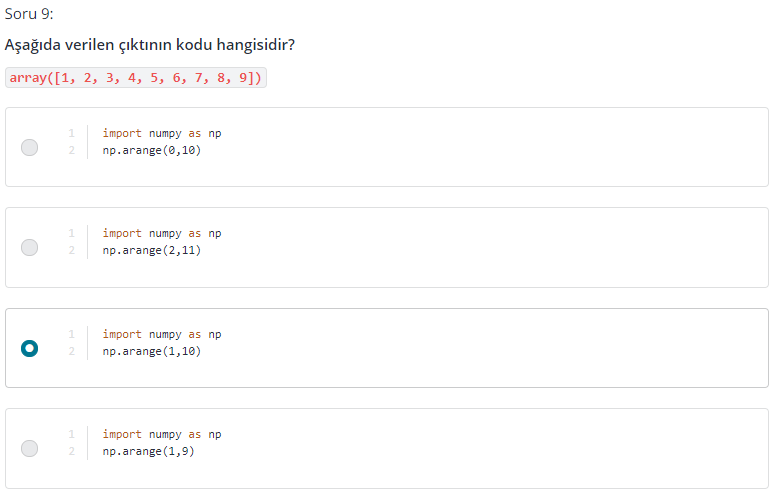 Soru 9:
Aşağıda verilen çıktının kodu hangisidir?
array([1, 2, 3, 4, 5, 6, 7, 8, 9])
1 import numpy as np
2 np.arange(0,10)
1 import numpy as np
2 np.arange(2,11)
1 import numpy as np
2 np.arange(1,10)
1 import numpy as np
2 np.arange(1,9)